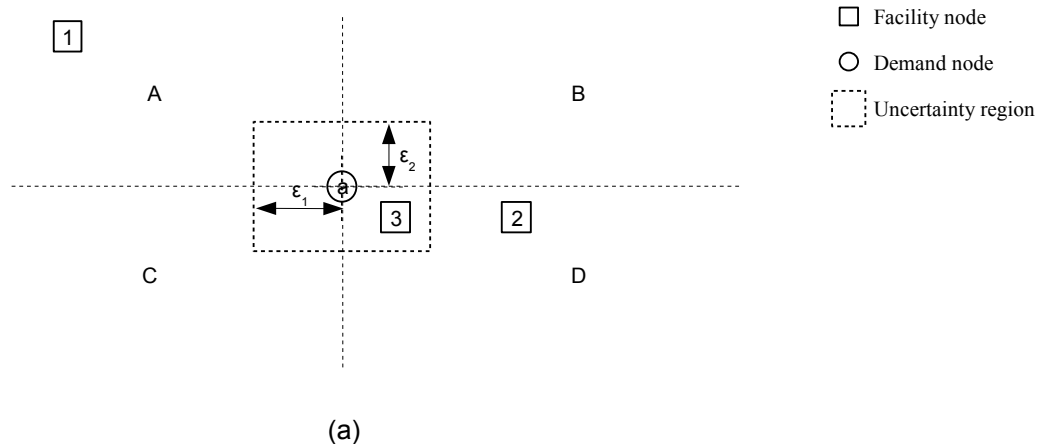 1
Facility node
Demand node
A
B
Uncertainty region
ε2
a
ε1
3
2
C
D
(a)